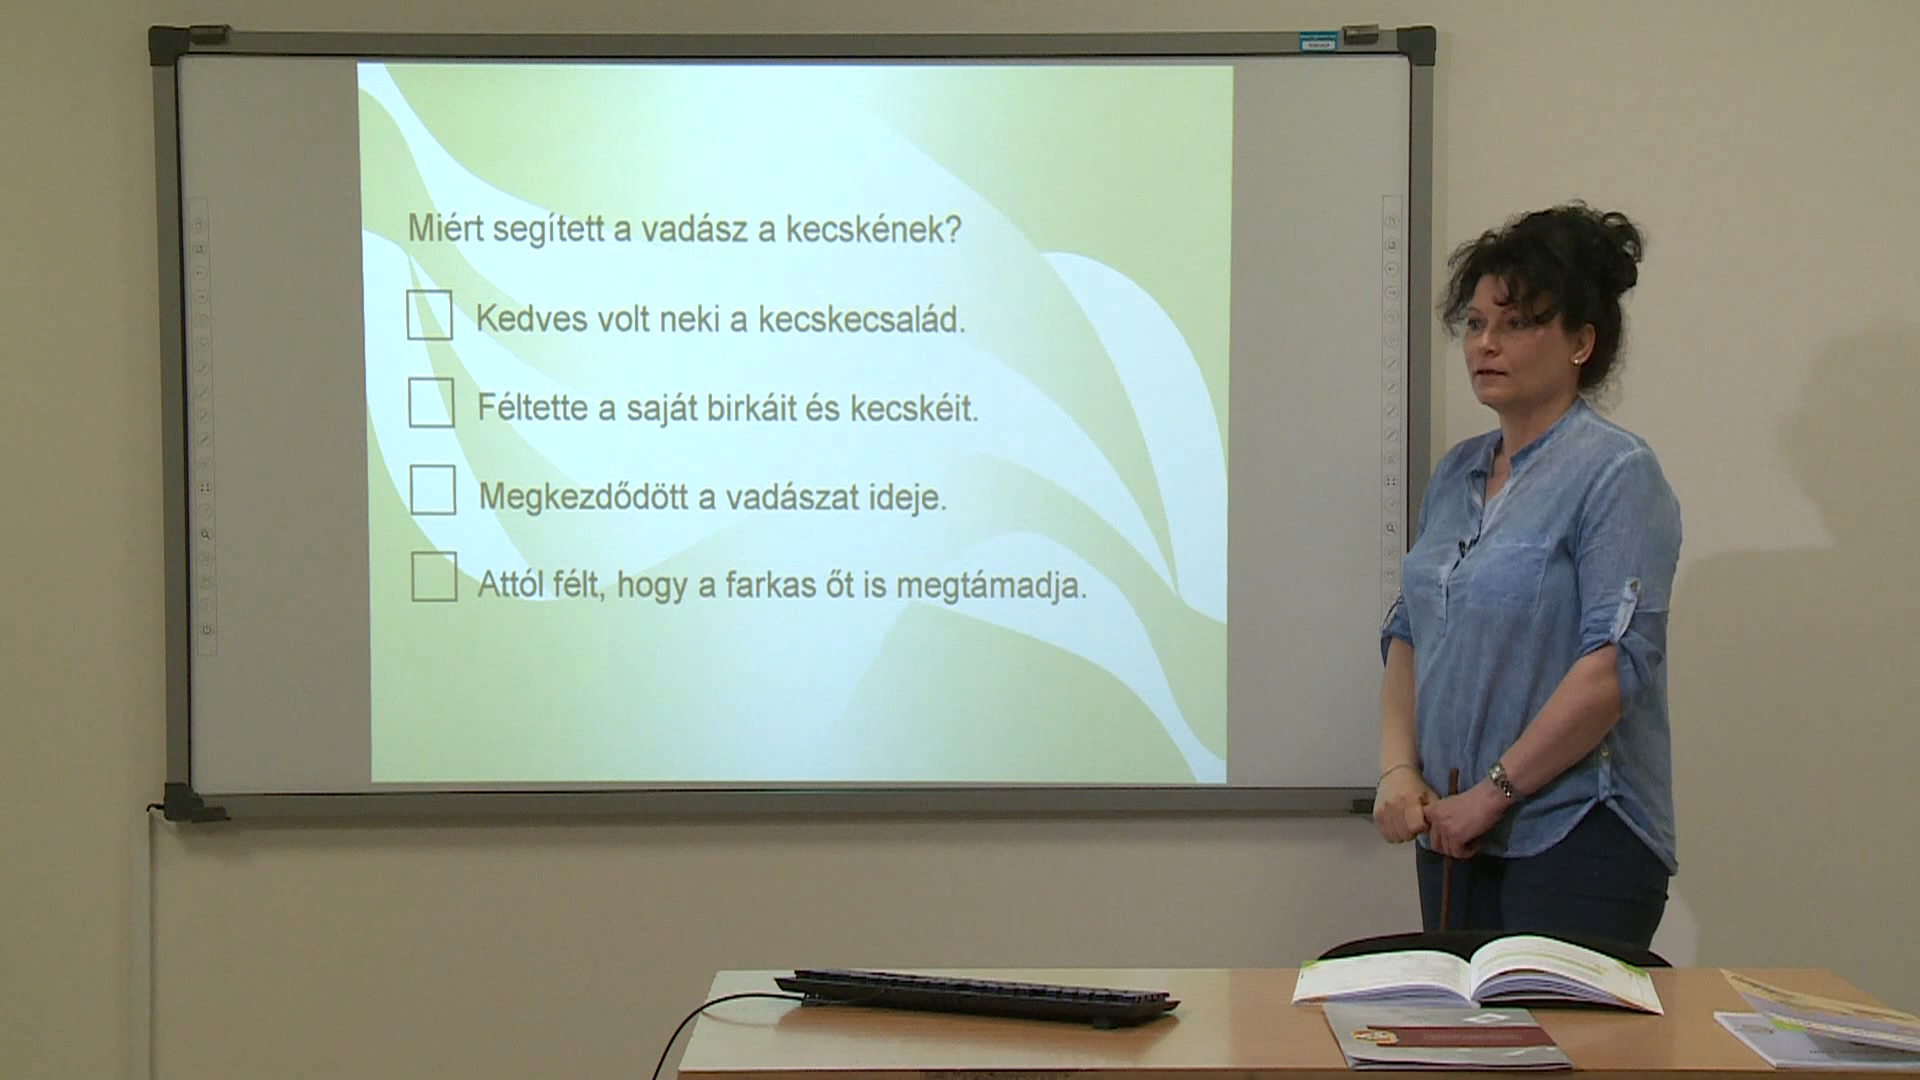 Miért segített a vadász a kecskének?
Kedves volt neki a kecskecsalád.
Féltette a saját birkáit és kecskéit.
Megkezdődött a vadászat ideje.
Attól félt, hogy a farkas őt is megtámadja.